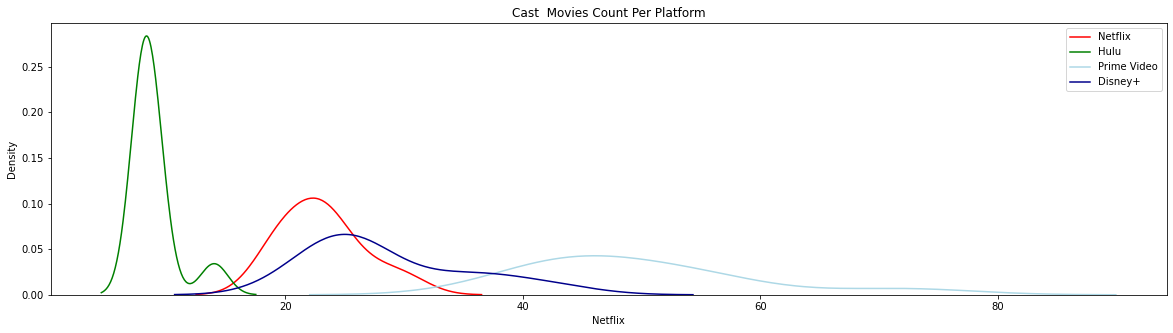 Cast  Movies Count Per Platform
Netflix
Hulu
Prime Video
Disney+
Density
0.25
0.20
0.15
0.10
0.05
0.00
20
40
60
80
Netflix